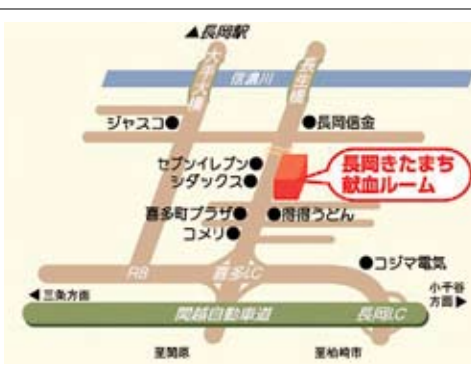 ▲長岡駅
大手大橋
長生橋
信濃川
ジャスコ●
●長岡信金
セブンイレブン●
シダックス●
長岡きたまち
献血ルーム
喜多町プラザ●
●得得うどん
コメリ●
●コジマ電気
R8
喜多I.C
◀三条方面
小千谷
方面▶
関越自動車道
長岡I.C
至関原
至柏崎市